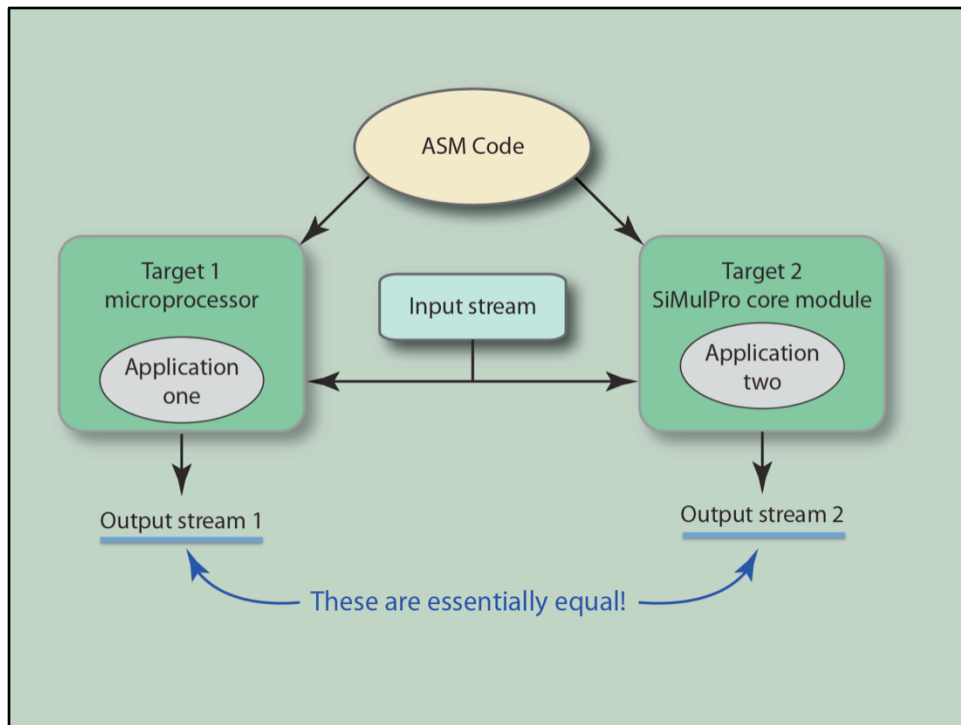 ASM Code
Target 1
microprocessor
Application
one
Input stream
Target 2
SiMulPro core module
Application
two
Output stream 1
Output stream 2
These are essentially equal!